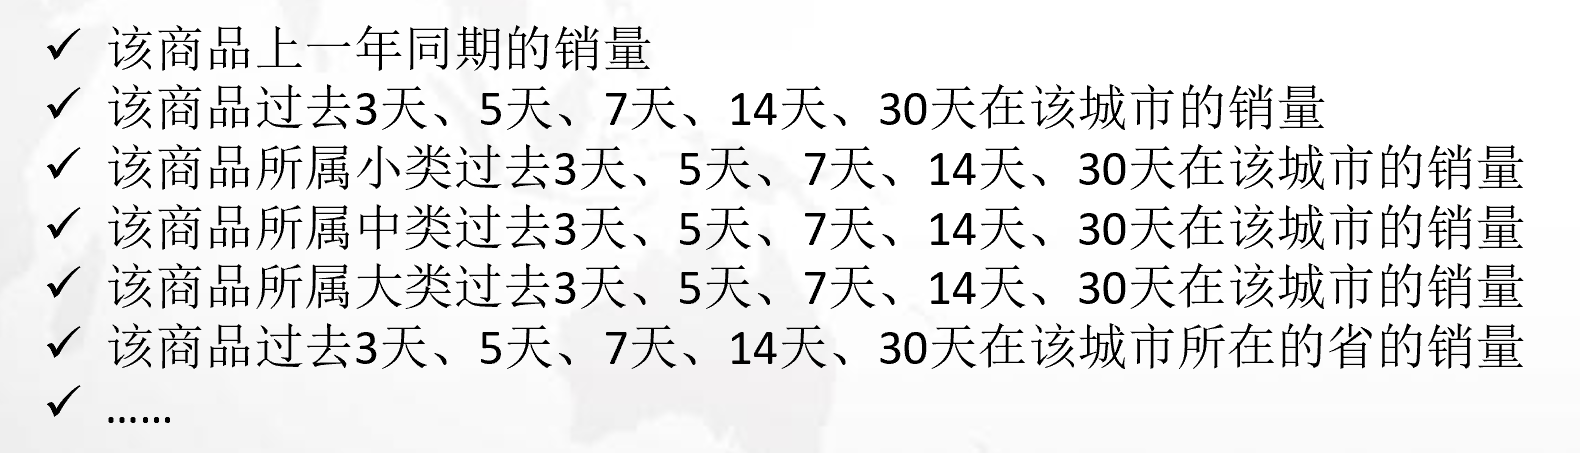 ✓ 该商品上一年同期的销量
✓ 该商品过去3天、5天、7天、14天、30天在该城市的销量
✓ 该商品所属小类过去3天、5天、7天、14天、30天在该城市的销量
✓ 该商品所属中类过去3天、5天、7天、14天、30天在该城市的销量
✓ 该商品所属大类过去3天、5天、7天、14天、30天在该城市的销量
✓ 该商品过去3天、5天、7天、14天、30天在该城市所在的省的销量
✓ ……